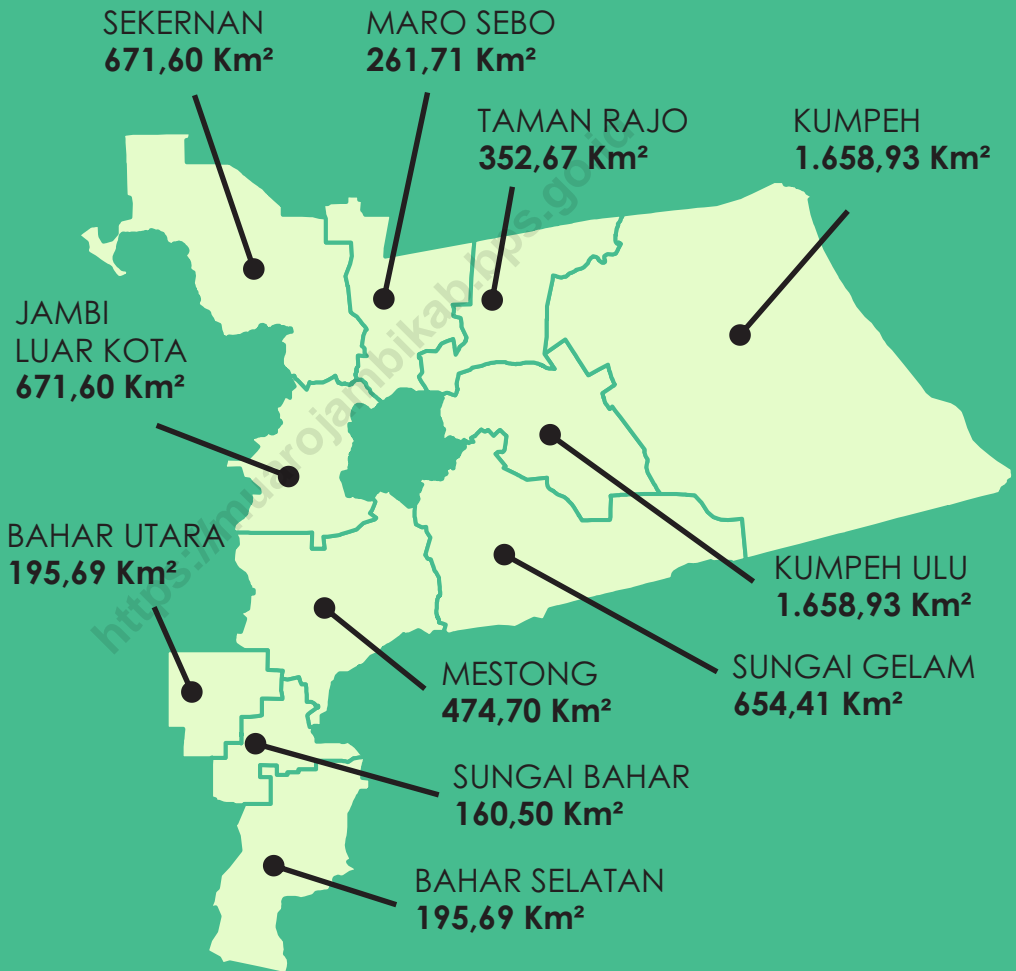 SEKERNAN
671,60 Km²
MARO SEBO
261,71 Km²
TAMAN RAJO
352,67 Km²
KUMPEH
1.658,93 Km²
JAMBI
LUAR KOTA
671,60 Km²
BAHAR UTARA
195,69 Km²
KUMPEH ULU
1.658,93 Km²
SUNGAI GELAM
654,41 Km²
MESTONG
474,70 Km²
SUNGAI BAHAR
160,50 Km²
BAHAR SELATAN
195,69 Km²
https://muarojambikab.bps.go.id